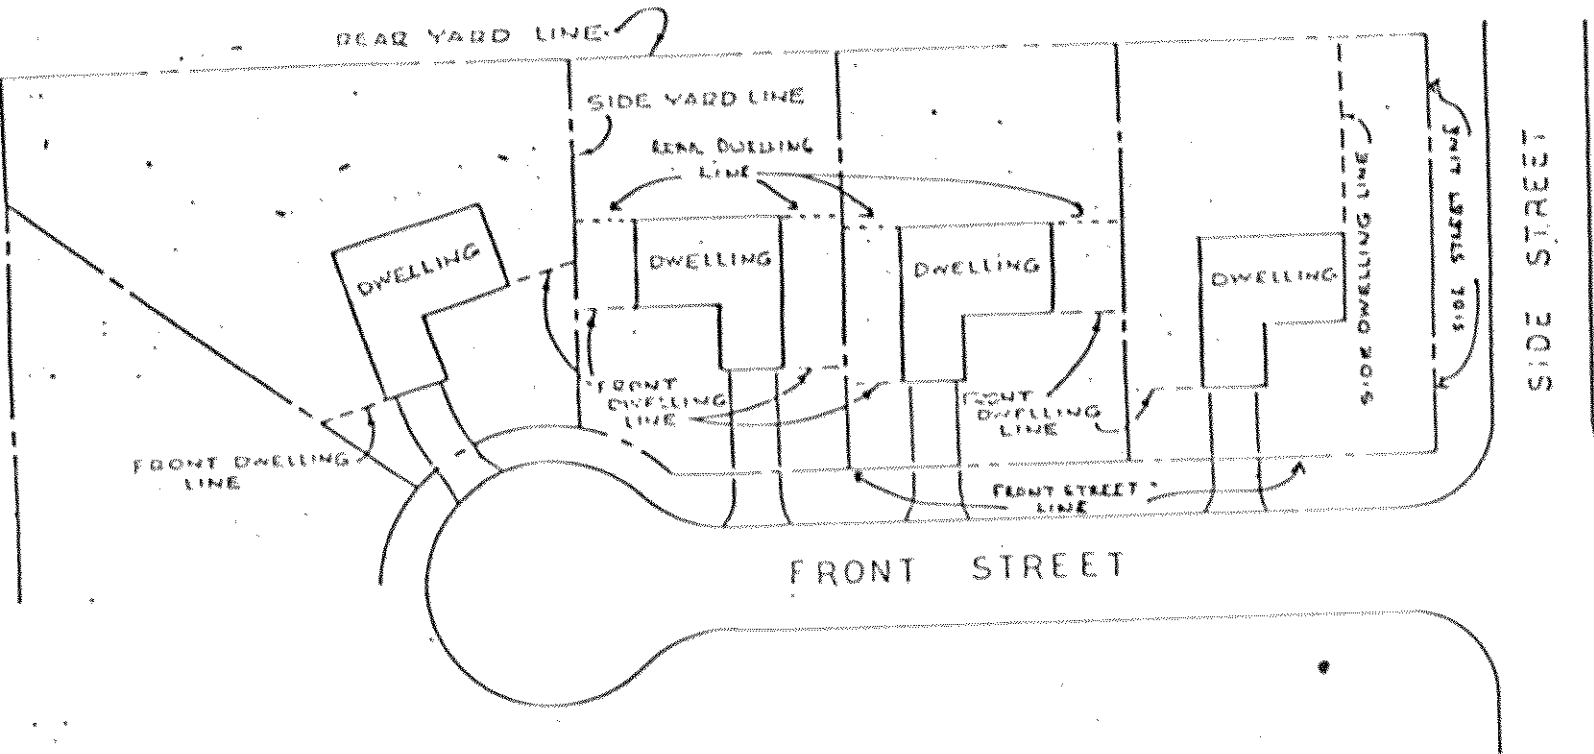 REAR YARD LINE
SIDE YARD LINE
REAR DWELLING
LINE
DWELLING
DWELLING
DWELLING
DWELLING
SIDE DWELLING LINE
SIDE STREET LINE
SIDE STREET
FRONT
DWELLING
LINE
FRONT
DWELLING
LINE
FRONT DWELLING
LINE
FRONT STREET
LINE
FRONT STREET